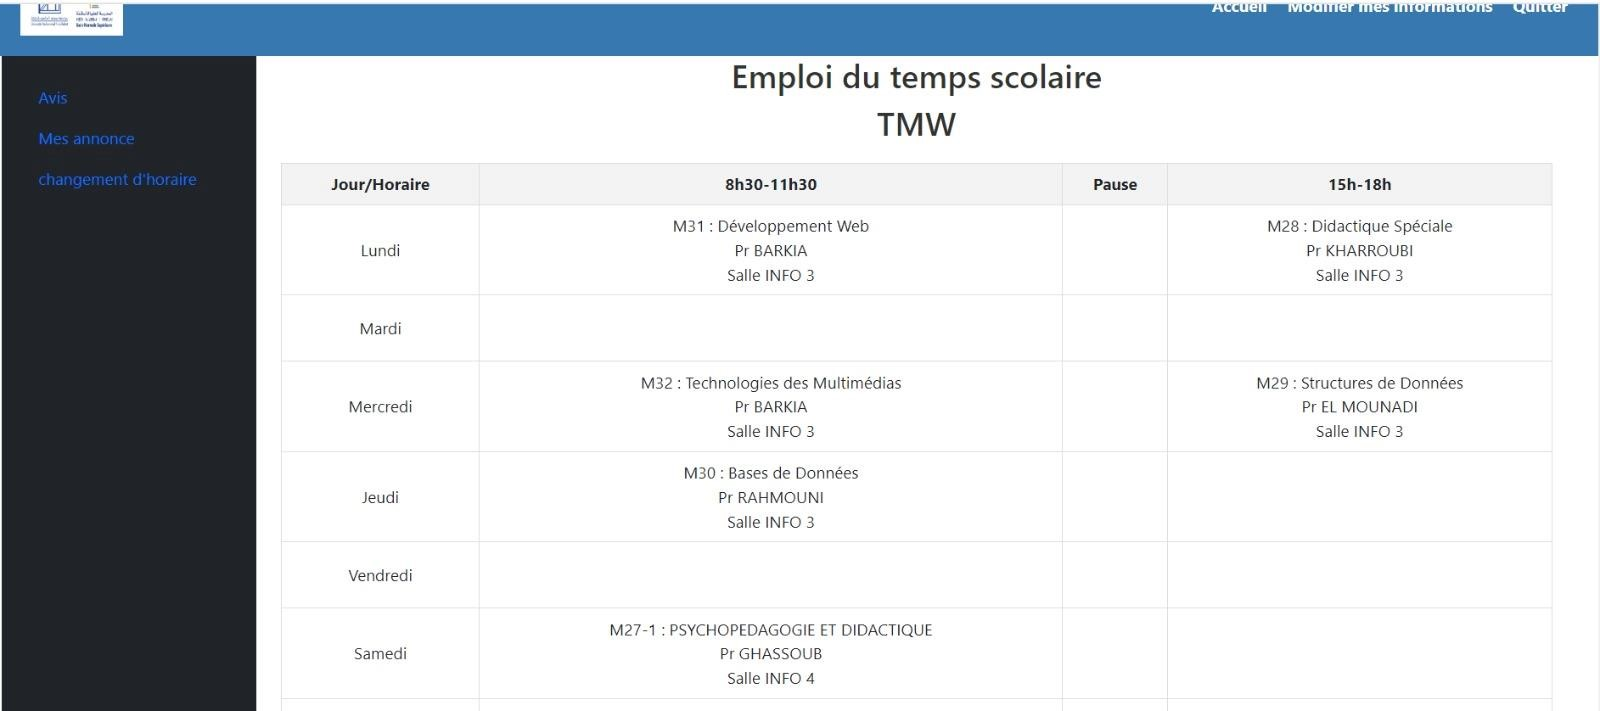 Accueil Modifier mes informations Quitter
Avis
Mes annonce
changement d'horaire
Emploi du temps scolaire
TMW
Jour/Horaire 8h30-11h30 Pause 15h-18h
Lundi
M31 : Développement Web
Pr BARKIA
Salle INFO 3
M28 : Didactique Spéciale
Pr KHARROUBI
Salle INFO 3
Mardi
Mercredi
M32 : Technologies des Multimédias
Pr BARKIA
Salle INFO 3
M29 : Structures de Données
Pr EL MOUNADI
Salle INFO 3
Jeudi
M30 : Bases de Données
Pr RAHMOUNI
Salle INFO 3
Vendredi
Samedi
M27-1 : PSYCHOPEDAGOGIE ET DIDACTIQUE
Pr GHASSOUB
Salle INFO 4